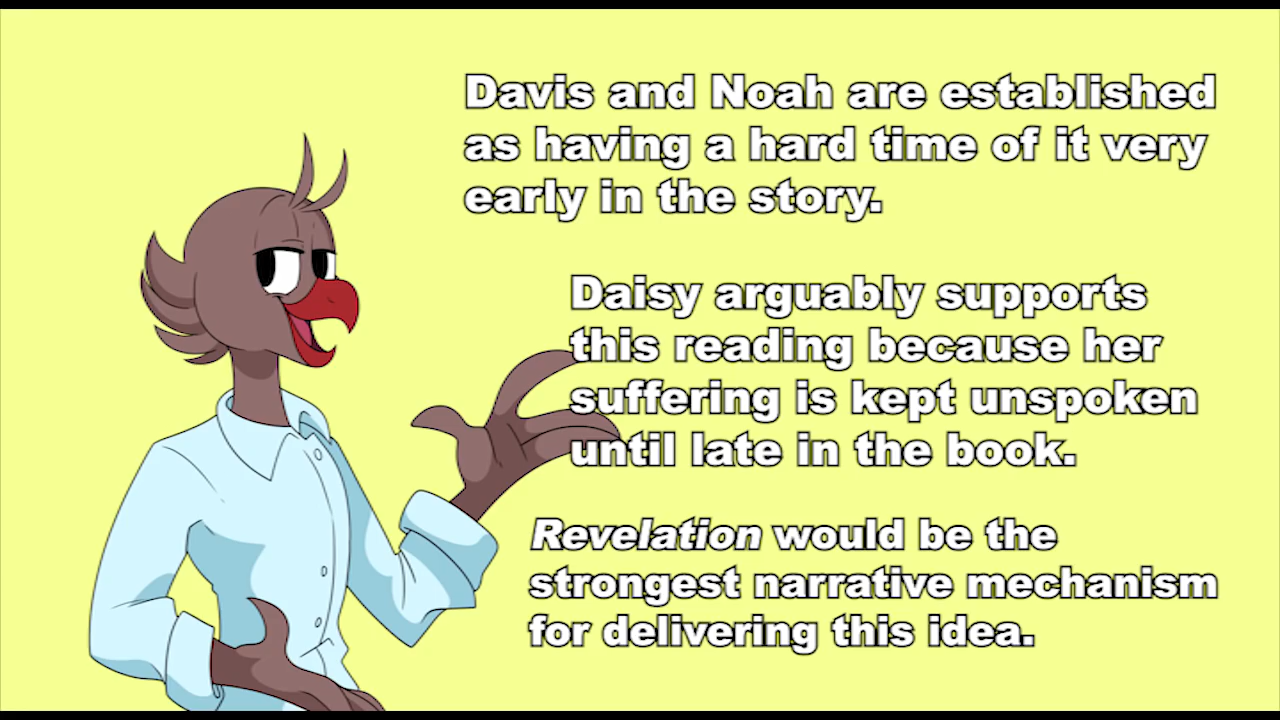 Davis and Noah are established
as having a hard time of it very
early in the story.
Daisy arguably supports
this reading because her
suffering is kept unspoken
until late in the book.
Revelation would be the
strongest narrative mechanism
for delivering this idea.